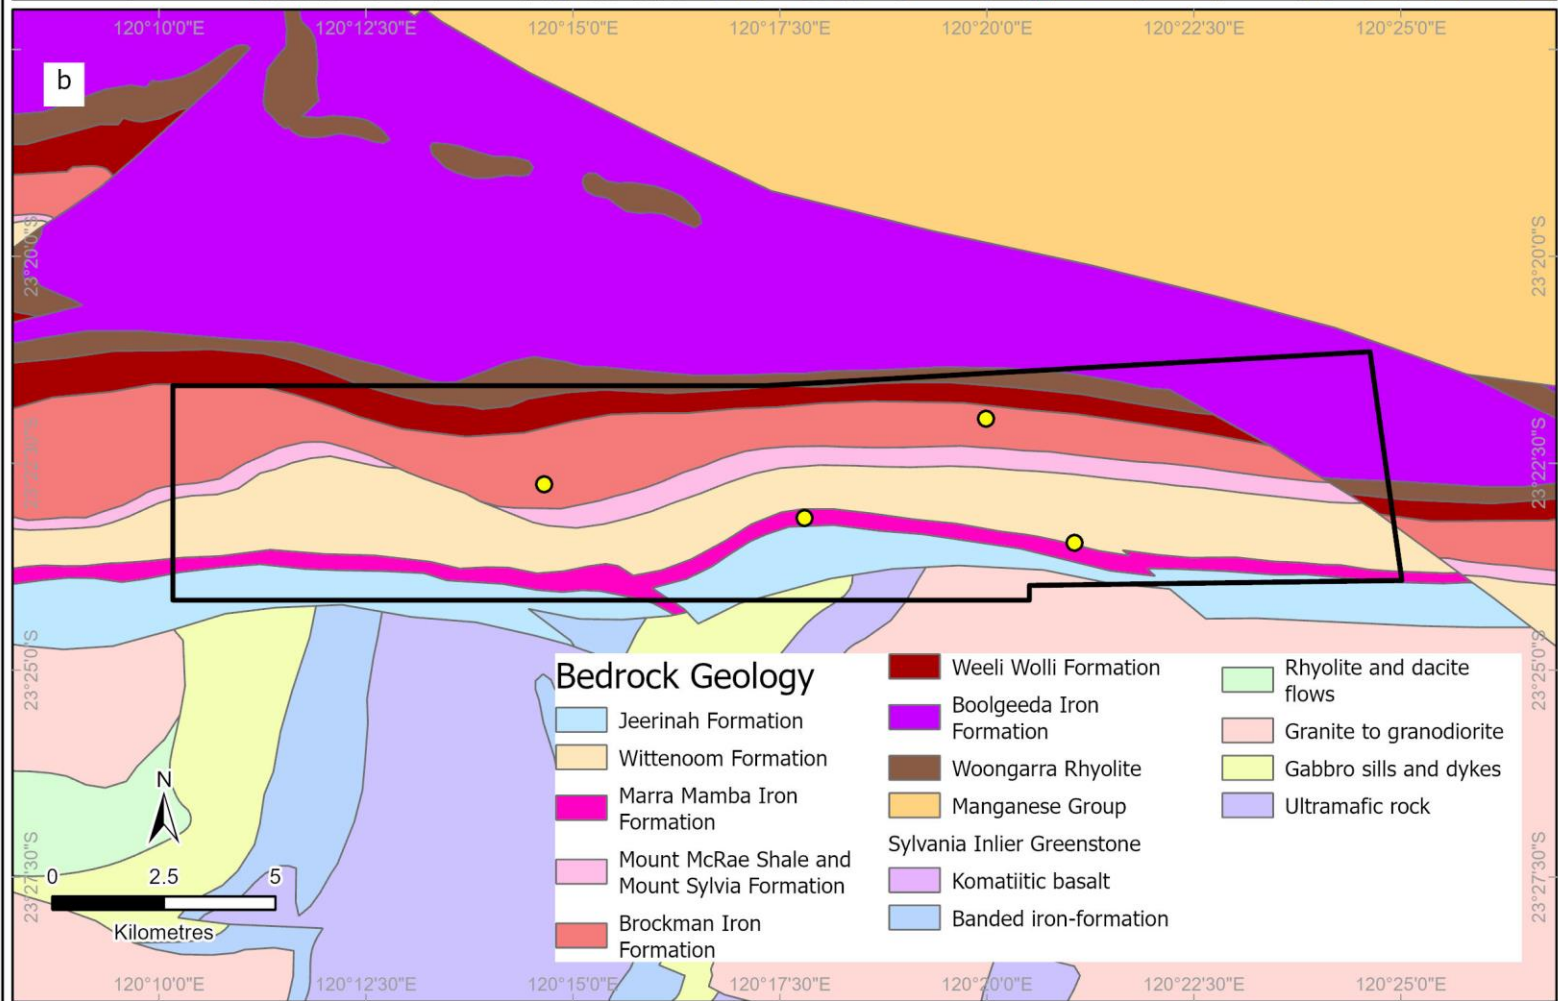 120°10'0"E
120°12'30"E
120°15'0"E
120°17'30"E
120°20'0"E
120°22'30"E
120°25'0"E
b
23°20'0"S
23°20'0"S
23°22'30"S
23°22'30"S
23°25'0"S
23°25'0"S
23°27'30"S
23°27'30"S
N
0
2.5
5
Kilometres
Bedrock Geology
Jeerinah Formation
Wittenoom Formation
Marra Mamba Iron
Formation
Mount McRae Shale and
Mount Sylvia Formation
Brockman Iron
Formation
Weeli Wolli Formation
Boolgeeda Iron
Formation
Woongarra Rhyolite
Manganese Group
Sylvania Inlier Greenstone
Komatiitic basalt
Banded iron-formation
Rhyolite and dacite
flows
Granite to granodiorite
Gabbro sills and dykes
Ultramafic rock
120°10'0"E
120°12'30"E
120°15'0"E
120°17'30"E
120°20'0"E
120°22'30"E
120°25'0"E